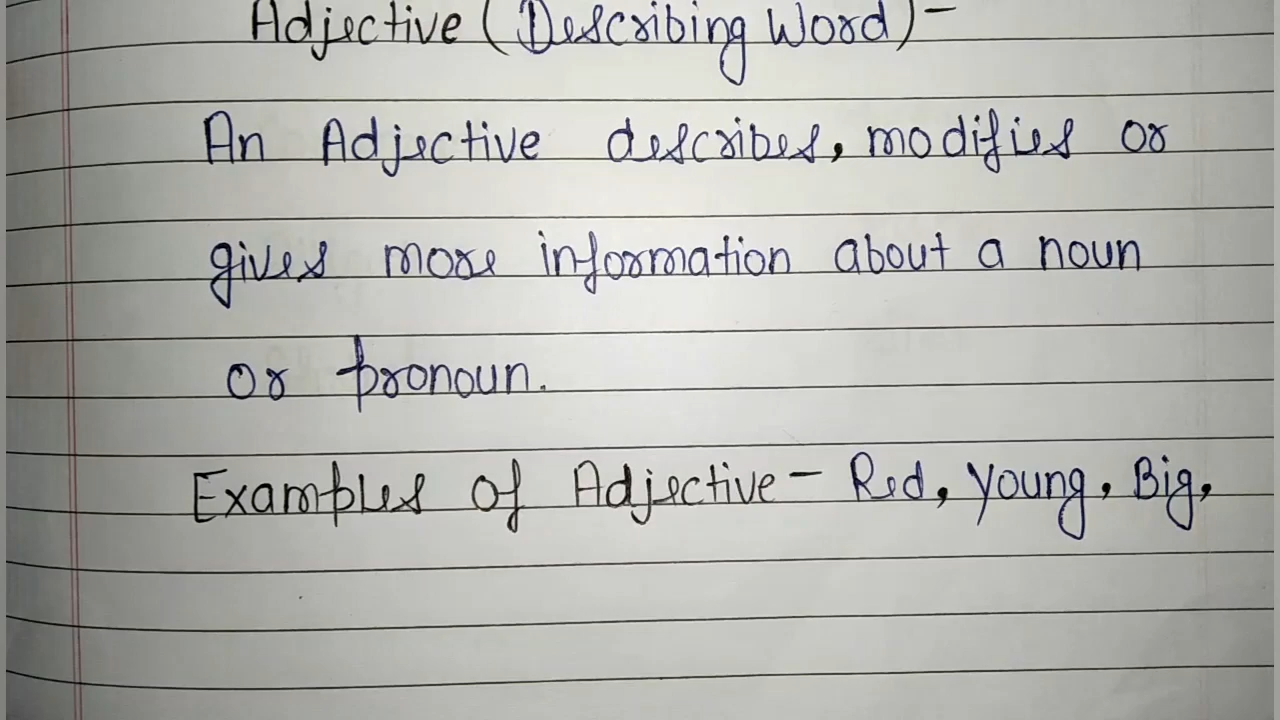 Adjective (Describing Word)-
An Adjective describes, modifies or
gives more information about a noun
or pronoun.
Examples of Adjective - Red, Young, Big,